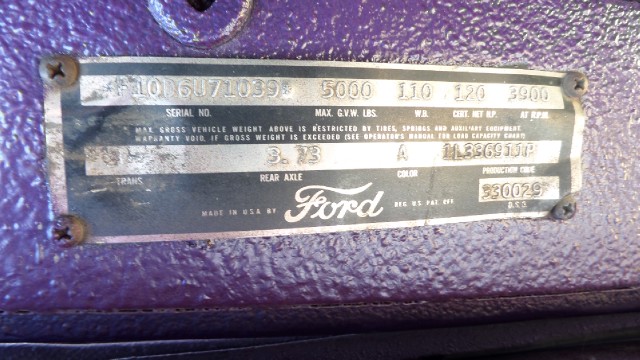 F10D6U71039* 5000 110 120 3900
SERIAL NO. MAX. G.V.W. LBS. W.B. CERT. NET H.P. AT R.P.M.
MAX. GROSS VEHICLE WEIGHT ABOVE IS RESTRICTED BY TIRES, SPRINGS AND AUXILIARY EQUIPMENT.
WARRANTY VOID, IF GROSS WEIGHT IS EXCEEDED (SEE OPERATOR'S MANUAL FOR LOAD CAPACITY CHART)
3.73 A
TRANS. REAR AXLE COLOR PRODUCTION CODE
330029
MADE IN U.S.A. BY Ford REG. U.S. PAT. OFF. D.S.O.